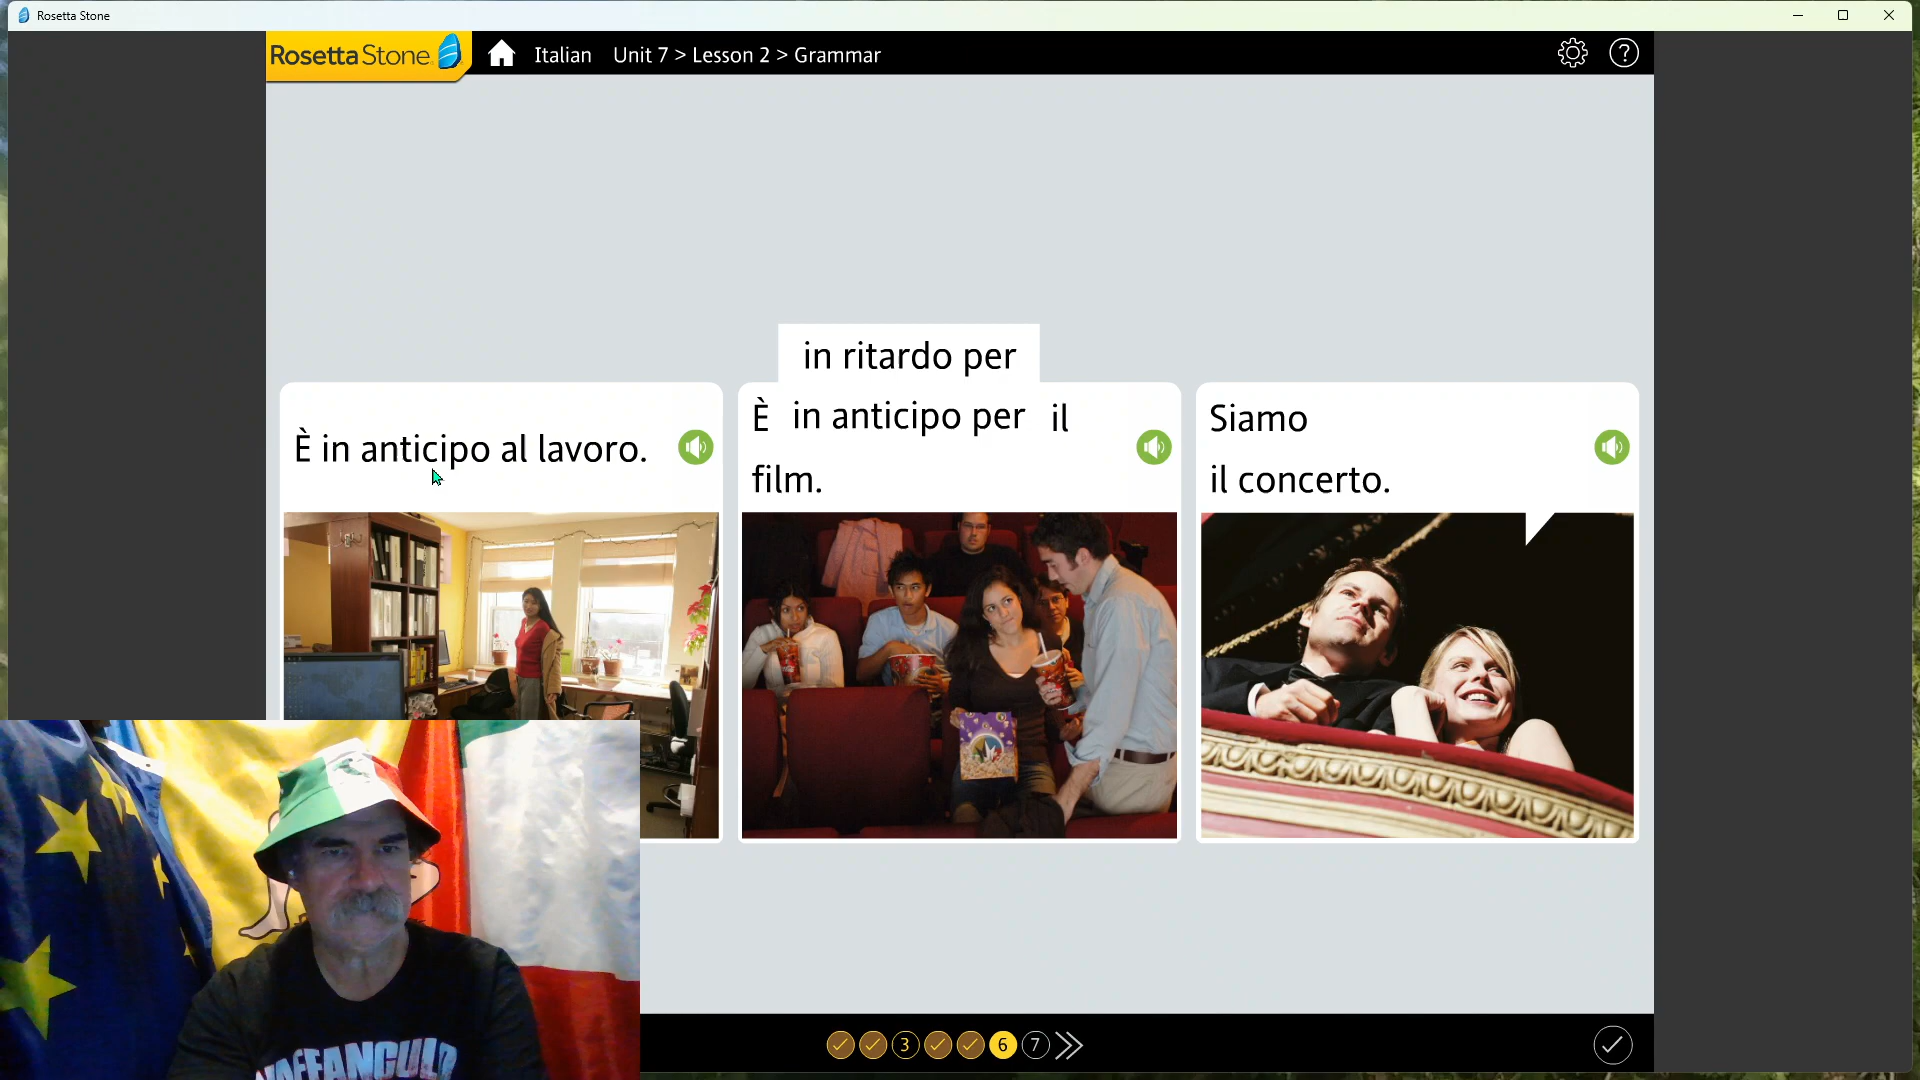 Rosetta Stone
RosettaStone
Italian Unit 7 > Lesson 2 > Grammar
?
in ritardo per
È in anticipo al lavoro.
È in anticipo per il
film.
Siamo
il concerto.
VAFFANCULO
3 6 7